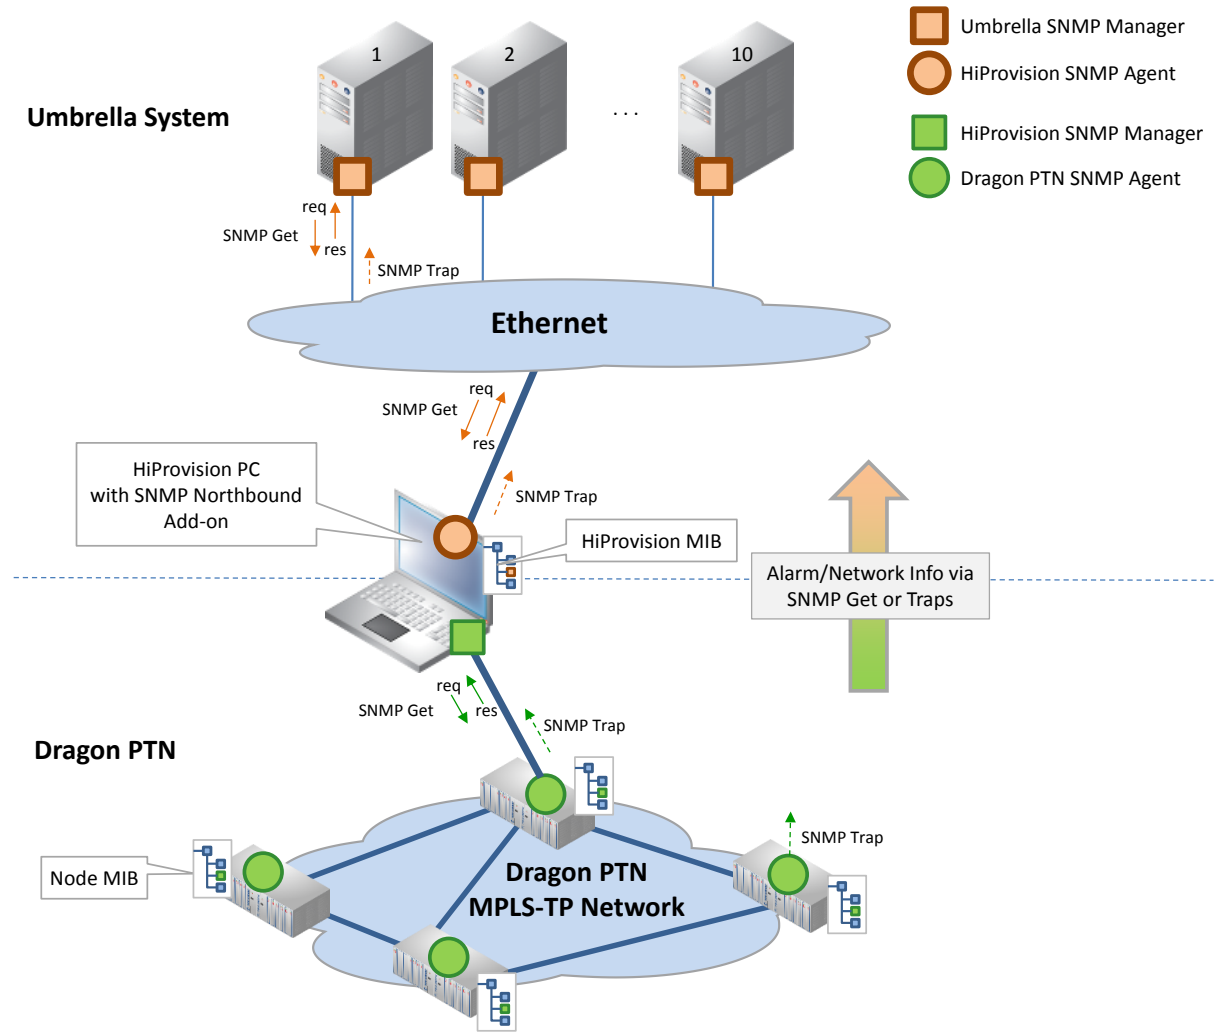 1
2
10
. . .
Umbrella SNMP Manager
HiProvision SNMP Agent
HiProvision SNMP Manager
Dragon PTN SNMP Agent
Umbrella System
req
SNMP Get
res
SNMP Trap
Ethernet
req
SNMP Get
res
SNMP Trap
HiProvision PC
with SNMP Northbound
Add-on
HiProvision MIB
Alarm/Network Info via
SNMP Get or Traps
req
SNMP Get
res
SNMP Trap
Dragon PTN
SNMP Trap
Node MIB
Dragon PTN
MPLS-TP Network